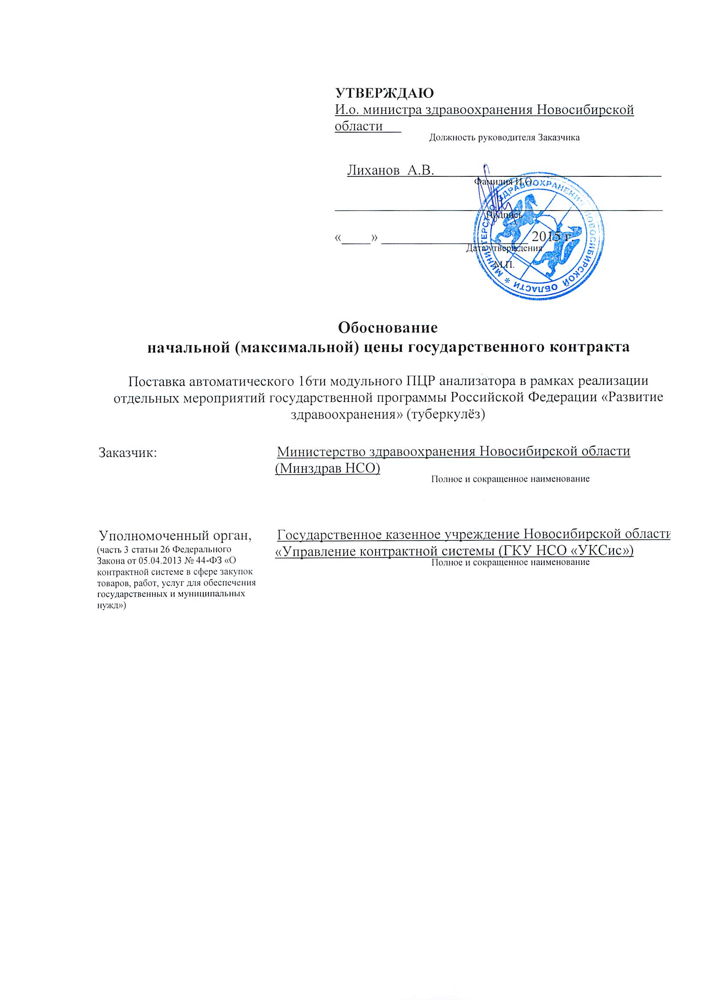 УТВЕРЖДАЮ
И.о. министра здравоохранения Новосибирской
области
Должность руководителя Заказчика
Лиханов А.В.
Фамилия И.О.
Подпись
«____» ____________________ 2015 г.
Дата утверждения
М.П.
* МИНИСТЕРСТВО ЗДРАВООХРАНЕНИЯ НОВОСИБИРСКОЙ ОБЛАСТИ
Обоснование
начальной (максимальной) цены государственного контракта
Поставка автоматического 16ти модульного ПЦР анализатора в рамках реализации
отдельных мероприятий государственной программы Российской Федерации «Развитие
здравоохранения» (туберкулёз)
Заказчик:
Министерство здравоохранения Новосибирской области
(Минздрав НСО)
Полное и сокращенное наименование
Уполномоченный орган,
(часть 3 статьи 26 Федерального
Закона от 05.04.2013 № 44-ФЗ «О
контрактной системе в сфере закупок
товаров, работ, услуг для обеспечения
государственных и муниципальных
нужд»)
Государственное казенное учреждение Новосибирской области
«Управление контрактной системы (ГКУ НСО «УКСис»)
Полное и сокращенное наименование